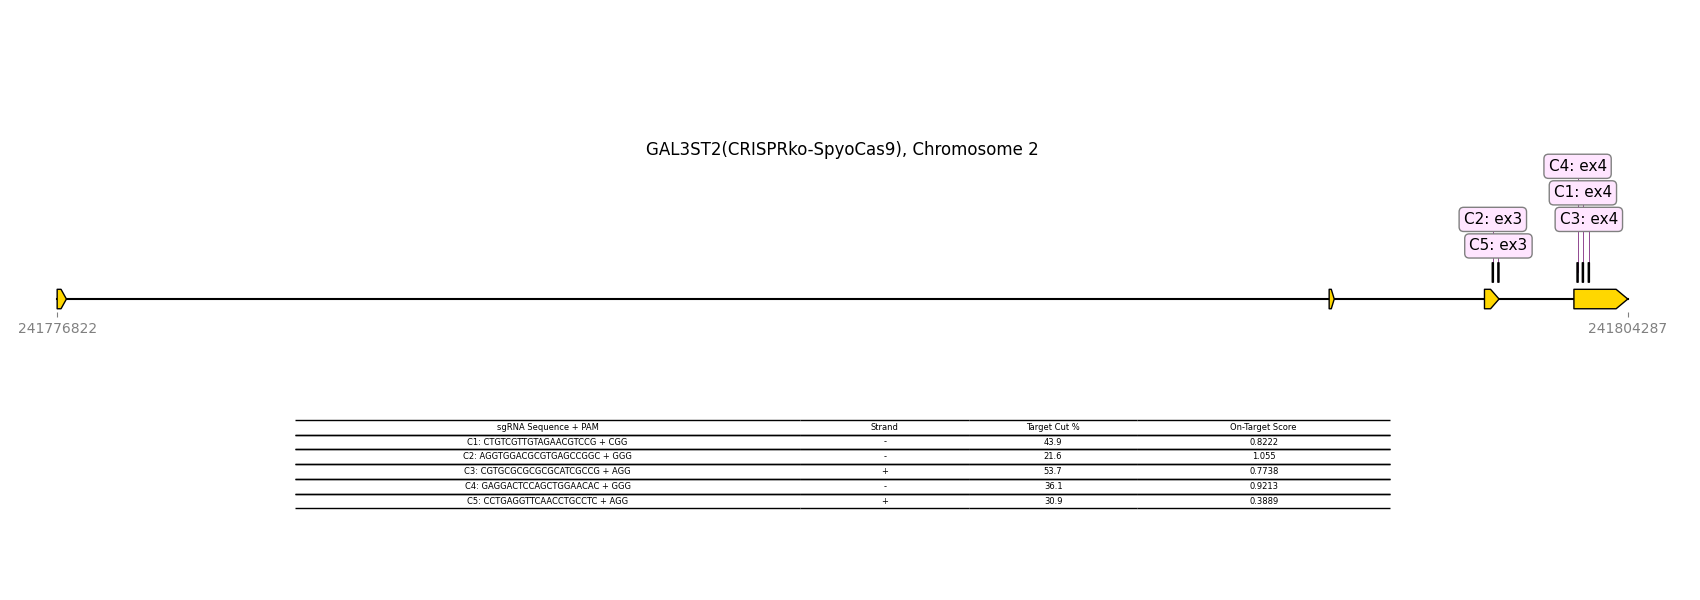 GAL3ST2(CRISPRko-SpyoCas9), Chromosome 2
C4: ex4
C1: ex4
C2: ex3
C3: ex4
C5: ex3
241776822
241804287
sgRNA Sequence + PAM Strand Target Cut % On-Target Score
C1: CTGTCGTTGTAGAACGTCCG + CGG - 43.9 0.8222
C2: AGGTGGACGCGTGAGCCGGC + GGG - 21.6 1.055
C3: CGTGCGCGCGCGCATCGCCG + AGG + 53.7 0.7738
C4: GAGGACTCCAGCTGGAACAC + GGG - 36.1 0.9213
C5: CCTGAGGTTCAACCTGCCTC + AGG + 30.9 0.3889